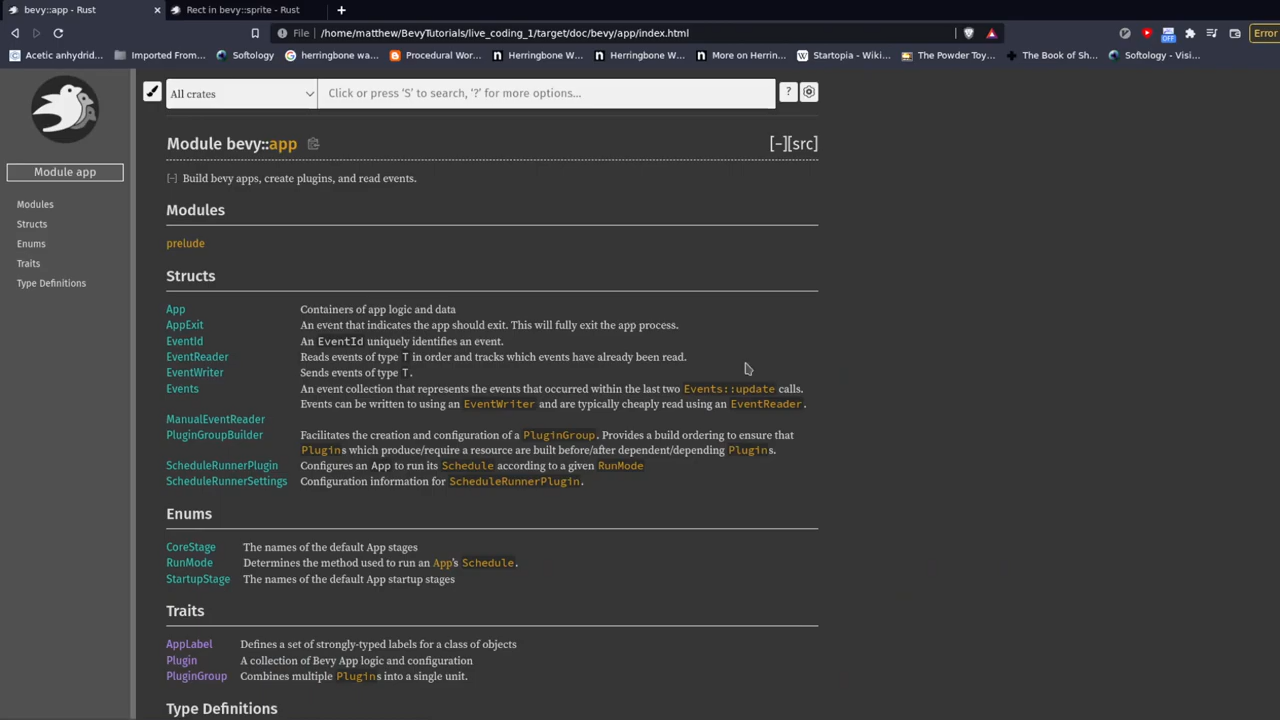 bevy::app - Rust
Rect in bevy::sprite - Rust
File /home/matthew/BevyTutorials/live_coding_1/target/doc/bevy/app/index.html
OFF
Error
Acetic anhydrid...
Imported From...
Softology
herringbone wa...
Procedural Wor...
Herringbone W...
Herringbone W...
More on Herrin...
Startopia - Wiki...
The Powder Toy...
The Book of Sh...
Softology - Visi...
All crates
Click or press ‘S’ to search, ‘?’ for more options…
?
Module bevy::app
[−][src]
Module app
[−] Build bevy apps, create plugins, and read events.
Modules
Structs
Enums
Traits
Type Definitions
Modules
prelude
Structs
App Containers of app logic and data
AppExit An event that indicates the app should exit. This will fully exit the app process.
EventId An EventId uniquely identifies an event.
EventReader Reads events of type T in order and tracks which events have already been read.
EventWriter Sends events of type T.
Events An event collection that represents the events that occurred within the last two Events::update calls.
Events can be written to using an EventWriter and are typically cheaply read using an EventReader.
ManualEventReader
PluginGroupBuilder Facilitates the creation and configuration of a PluginGroup. Provides a build ordering to ensure that
Plugins which produce/require a resource are built before/after dependent/depending Plugins.
ScheduleRunnerPlugin Configures an App to run its Schedule according to a given RunMode
ScheduleRunnerSettings Configuration information for ScheduleRunnerPlugin.
Enums
CoreStage The names of the default App stages
RunMode Determines the method used to run an App's Schedule.
StartupStage The names of the default App startup stages
Traits
AppLabel Defines a set of strongly-typed labels for a class of objects
Plugin A collection of Bevy App logic and configuration
PluginGroup Combines multiple Plugins into a single unit.
Type Definitions